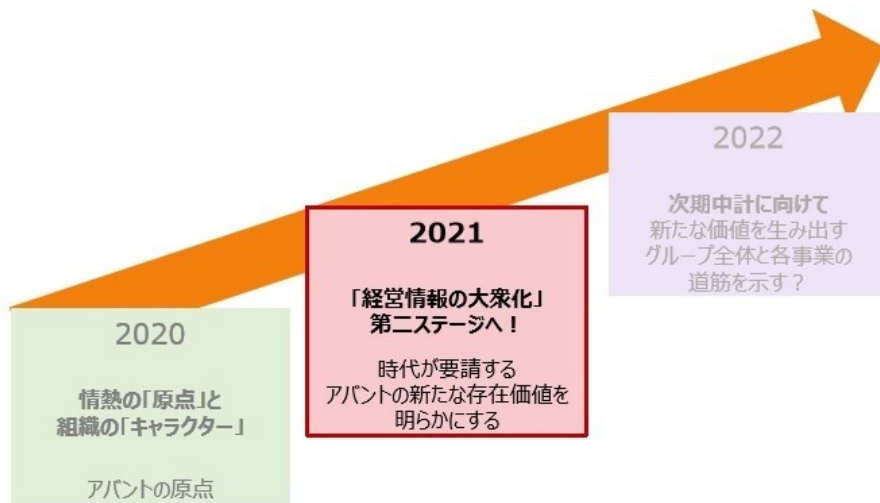 2020
情熱の「原点」と
組織の「キャラクター」
アバントの原点
2021
「経営情報の大衆化」
第二ステージへ！
時代が要請する
アバントの新たな存在価値を
明らかにする
2022
次期中計に向けて
新たな価値を生み出す
グループ全体と各事業の
道筋を示す？